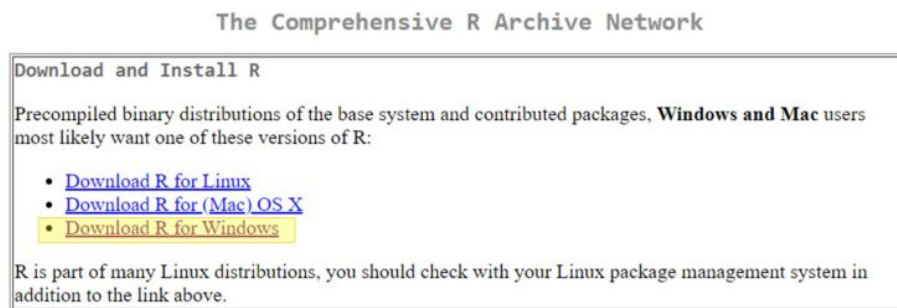 The Comprehensive R Archive Network
Download and Install R
Precompiled binary distributions of the base system and contributed packages, Windows and Mac users
most likely want one of these versions of R:
• Download R for Linux
• Download R for (Mac) OS X
• Download R for Windows
R is part of many Linux distributions, you should check with your Linux package management system in
addition to the link above.